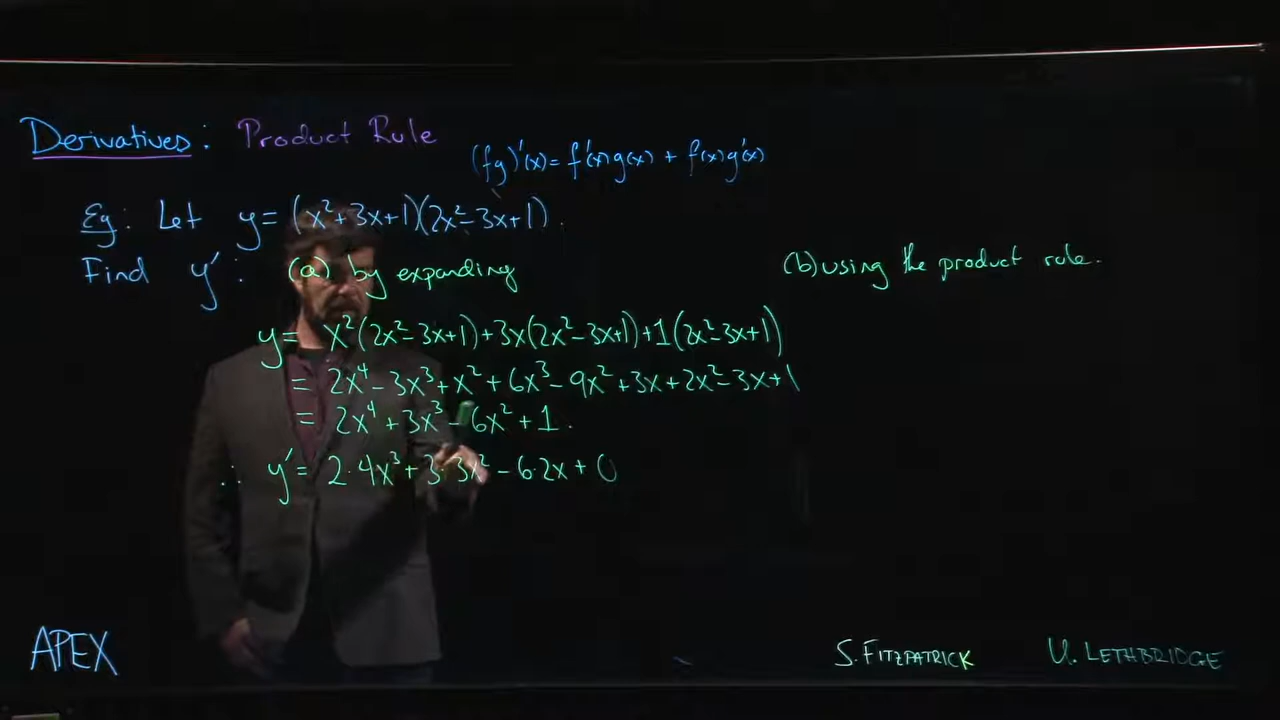 Derivatives: Product Rule
(fg)'(x) = f'(x)g(x) + f(x)g'(x)
Eg: Let y = (x²+3x+1)(2x²-3x+1).
Find y': (a) by expanding
(b) using the product rule.
y = x²(2x²-3x+1)+3x(2x²-3x+1)+1(2x²-3x+1)
= 2x⁴-3x³+x²+6x³-9x²+3x+2x²-3x+1
= 2x⁴+3x³-6x²+1.
∴ y' = 2·4x³+3·3x²-6·2x+0
APEX
S. FITZPATRICK
U. LETHBRIDGE